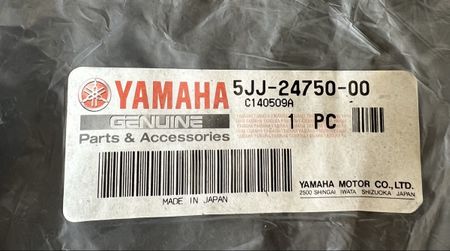 YAMAHA 5JJ-24750-00
C140509A
GENUINE
Parts & Accessories
1 PC
MADE IN JAPAN
YAMAHA MOTOR CO., LTD.
2500 SHINGAI IWATA SHIZUOKA JAPAN